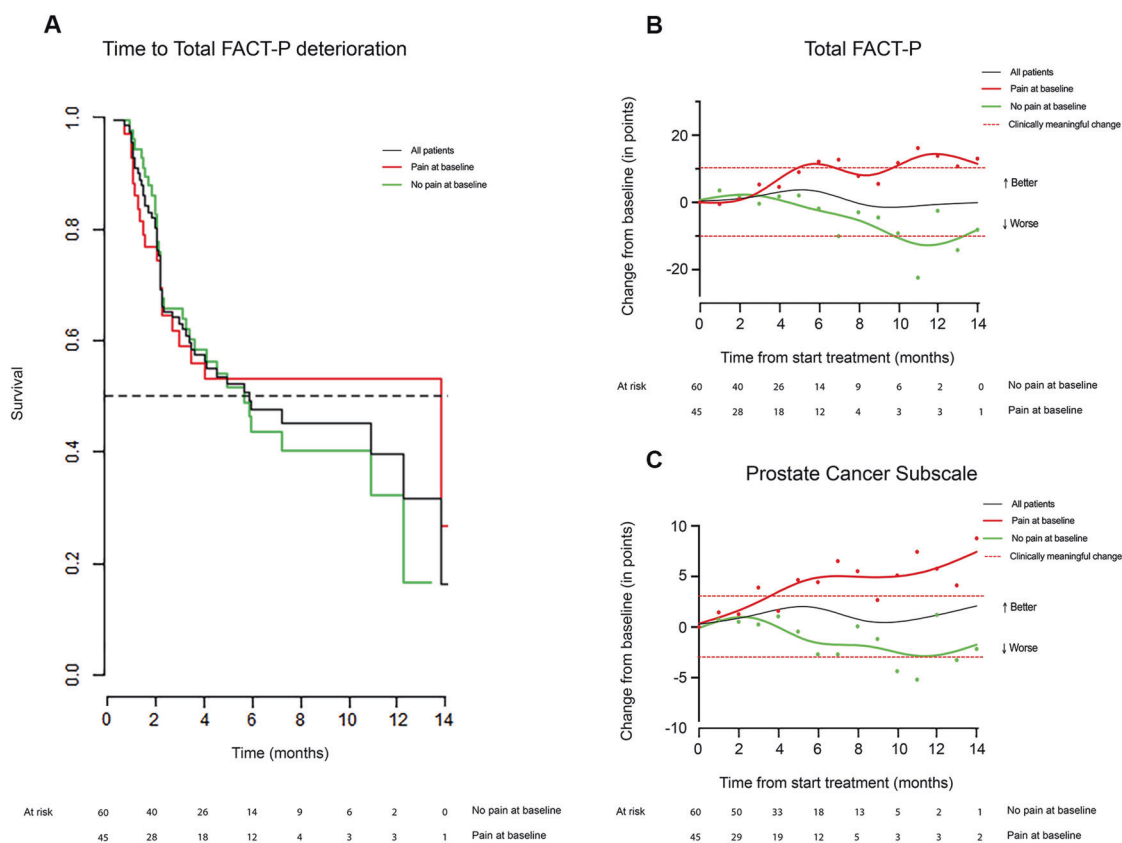 A
Time to Total FACT-P deterioration
Survival
1.0
0.8
0.6
0.4
0.2
0.0
All patients
Pain at baseline
No pain at baseline
0 2 4 6 8 10 12 14
Time (months)
At risk 60 40 26 14 9 6 2 0 No pain at baseline
45 28 18 12 4 3 3 1 Pain at baseline
B
Total FACT-P
All patients
Pain at baseline
No pain at baseline
Clinically meaningful change
Change from baseline (in points)
20
0
-20
↑ Better
↓ Worse
0 2 4 6 8 10 12 14
Time from start treatment (months)
At risk 60 40 26 14 9 6 2 0 No pain at baseline
45 28 18 12 4 3 3 1 Pain at baseline
C
Prostate Cancer Subscale
All patients
Pain at baseline
No pain at baseline
Clinically meaningful change
Change from baseline (in points)
10
5
0
-5
-10
↑ Better
↓ Worse
0 2 4 6 8 10 12 14
Time from start treatment (months)
At risk 60 50 33 18 13 5 2 1 No pain at baseline
45 29 19 12 5 3 3 2 Pain at baseline